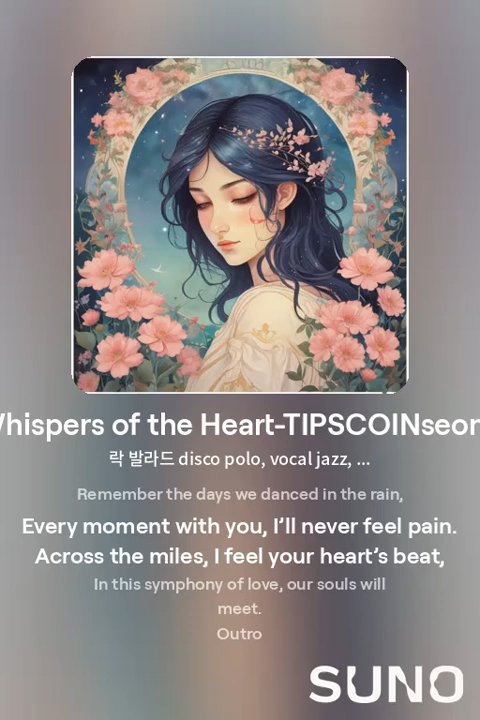 hispers of the Heart-TIPSCOINseon
락 발라드 disco polo, vocal jazz, ...
Remember the days we danced in the rain,
Every moment with you, I'll never feel pain.
Across the miles, I feel your heart's beat,
In this symphony of love, our souls will
meet.
Outro
SUNO